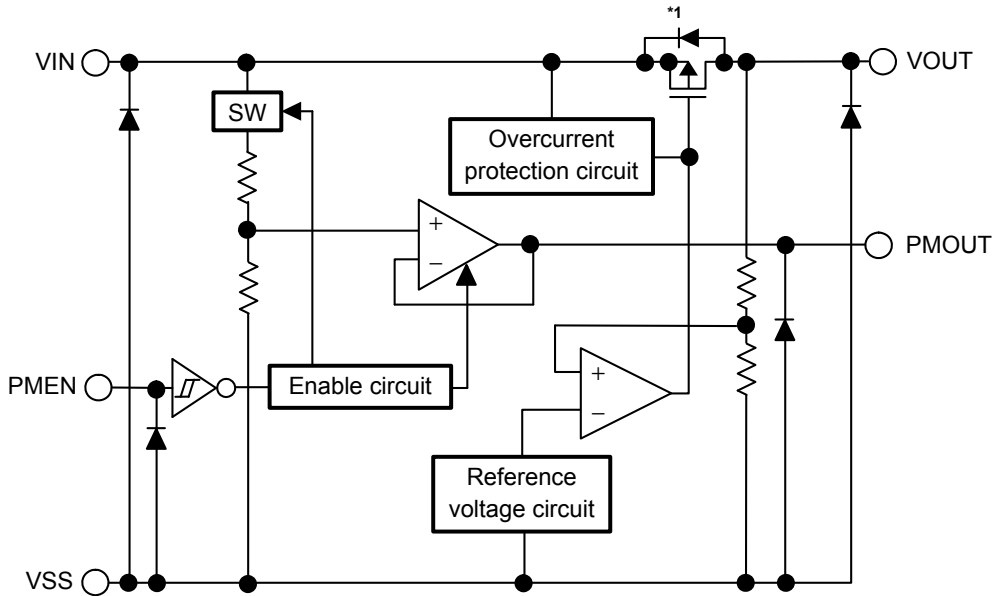 *1
VIN
VOUT
SW
Overcurrent
protection circuit
+
−
PMOUT
PMEN
Enable circuit
+
−
Reference
voltage circuit
VSS